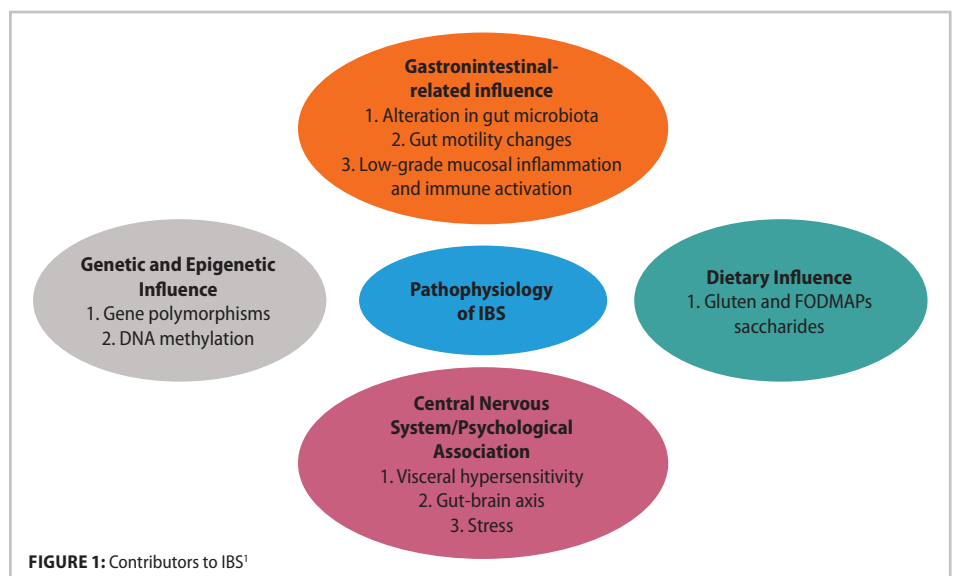 Gastronintestinal-
related influence
1. Alteration in gut microbiota
2. Gut motility changes
3. Low-grade mucosal inflammation
and immune activation
Genetic and Epigenetic
Influence
1. Gene polymorphisms
2. DNA methylation
Pathophysiology
of IBS
Dietary Influence
1. Gluten and FODMAPs
saccharides
Central Nervous
System/Psychological
Association
1. Visceral hypersensitivity
2. Gut-brain axis
3. Stress
FIGURE 1: Contributors to IBS¹